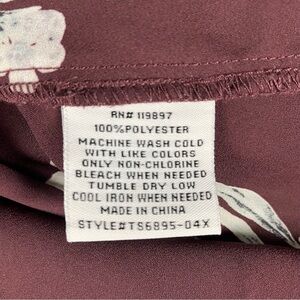 RN# 119897
100%POLYESTER
MACHINE WASH COLD
WITH LIKE COLORS
ONLY NON-CHLORINE
BLEACH WHEN NEEDED
TUMBLE DRY LOW
COOL IRON WHEN NEEDED
MADE IN CHINA
STYLE#TS6895-04X